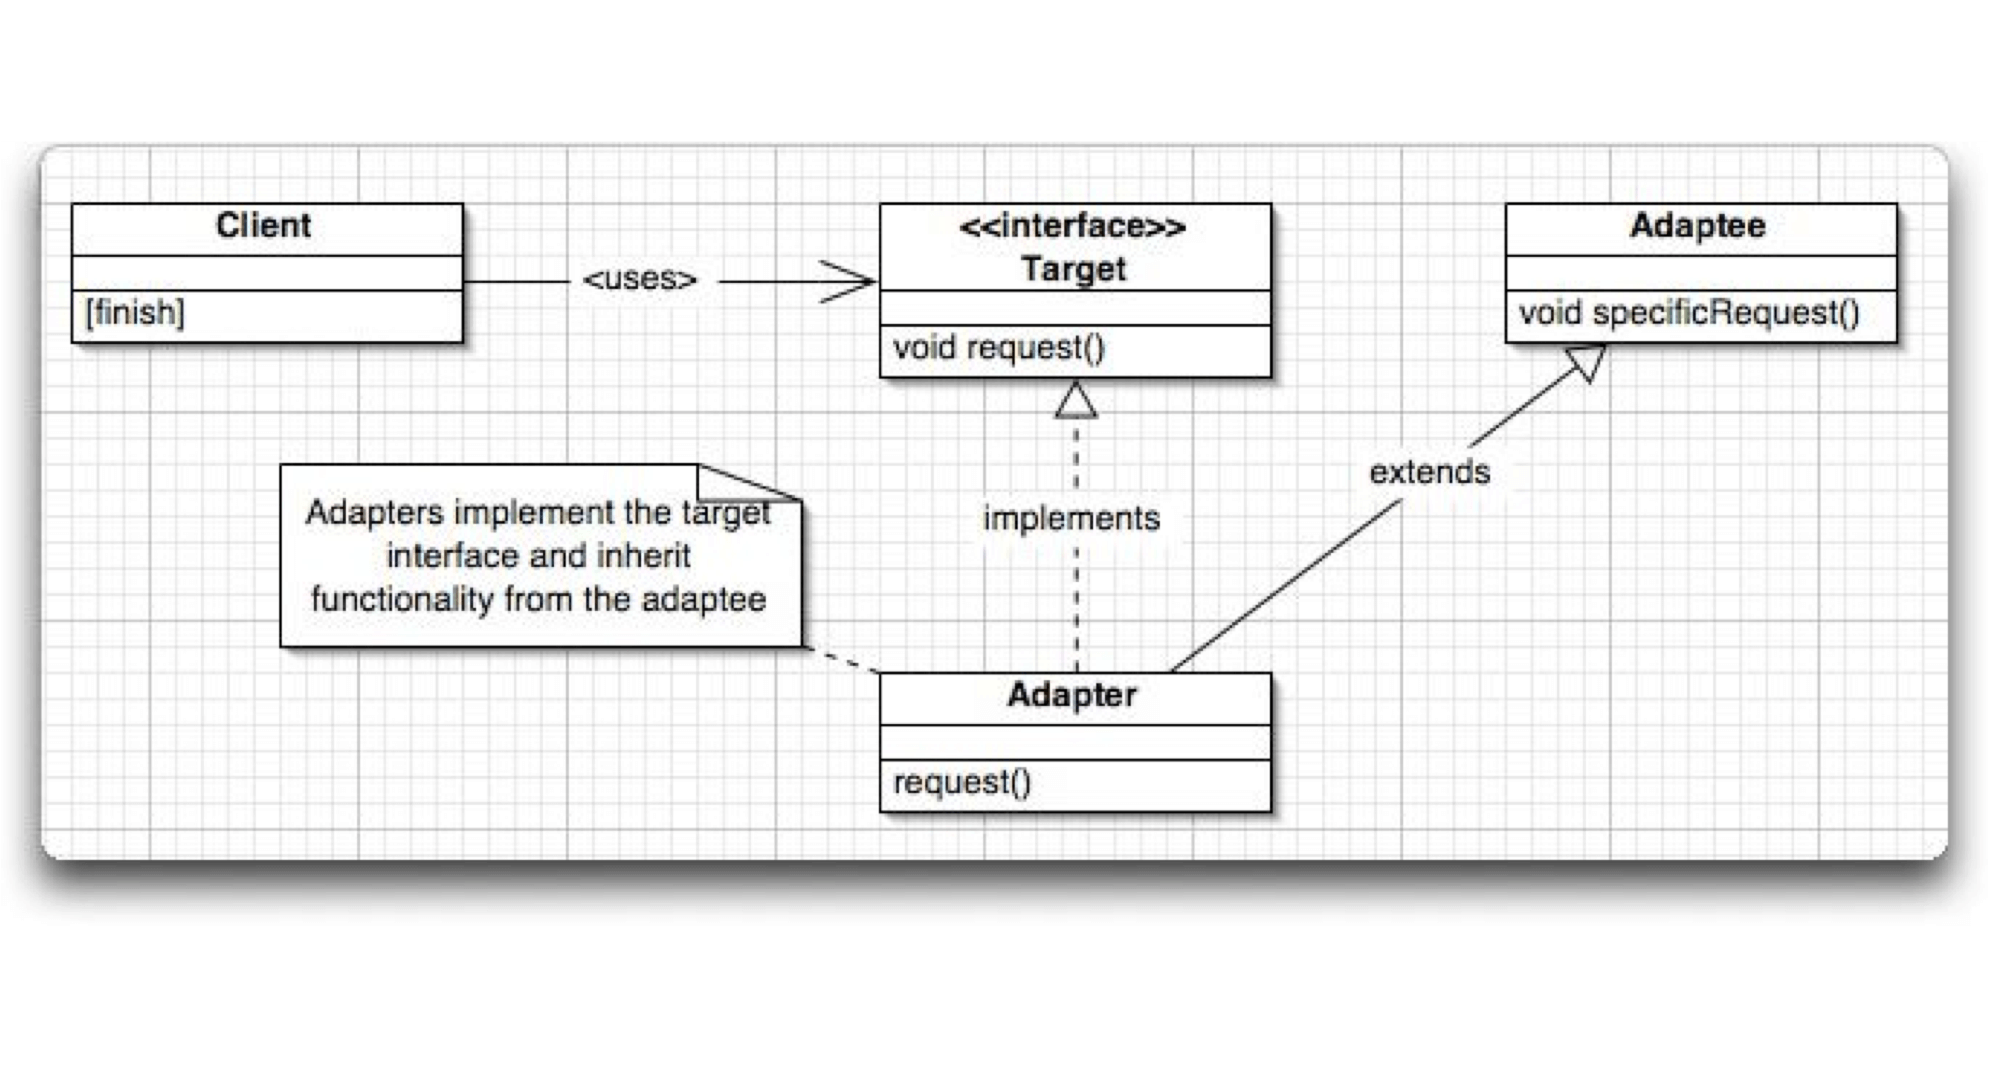 Client
[finish]
<uses>
<<interface>>
Target
void request()
Adaptee
void specificRequest()
extends
implements
Adapters implement the target
interface and inherit
functionality from the adaptee
Adapter
request()